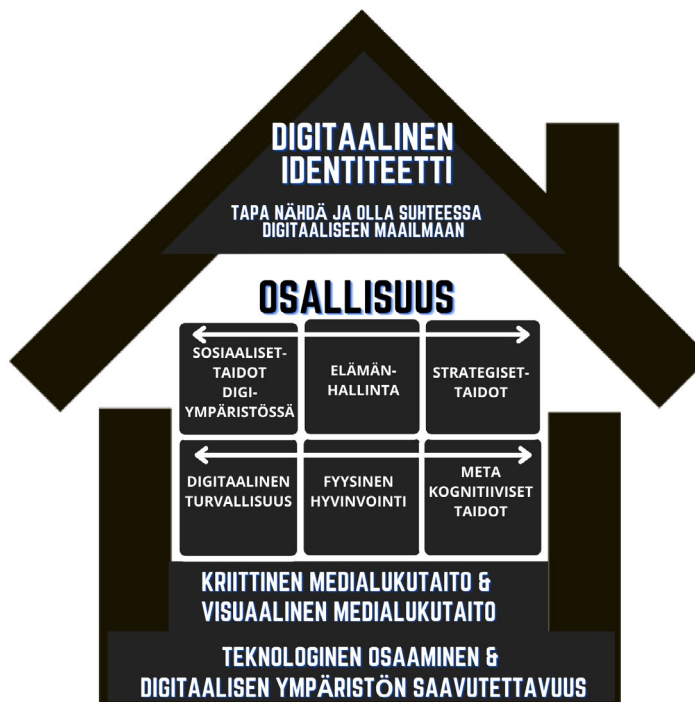 DIGITAALINEN
IDENTITEETTI
TAPA NÄHDÄ JA OLLA SUHTEESSA
DIGITAALISEEN MAAILMAAN
OSALLISUUS
SOSIAALISET-
TAIDOT
DIGI-
YMPÄRISTÖSSÄ
ELÄMÄN-
HALLINTA
STRATEGISET-
TAIDOT
DIGITAALINEN
TURVALLISUUS
FYYSINEN
HYVINVOINTI
META
KOGNITIIVISET
TAIDOT
KRIITTINEN MEDIALUKUTAITO &
VISUAALINEN MEDIALUKUTAITO
TEKNOLOGINEN OSAAMINEN &
DIGITAALISEN YMPÄRISTÖN SAAVUTETTAVUUS